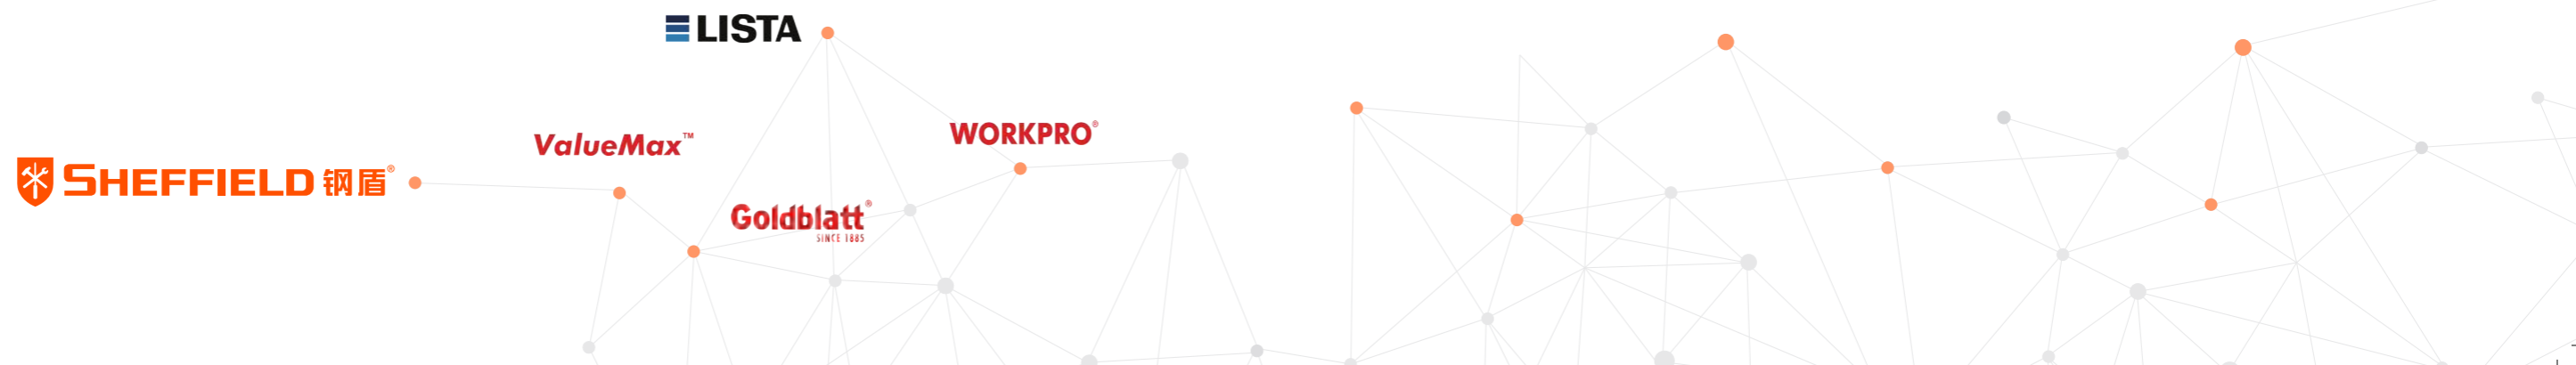 LISTA
WORKPRO®
ValueMax™
SHEFFIELD 钢盾®
Goldblatt®
SINCE 1885